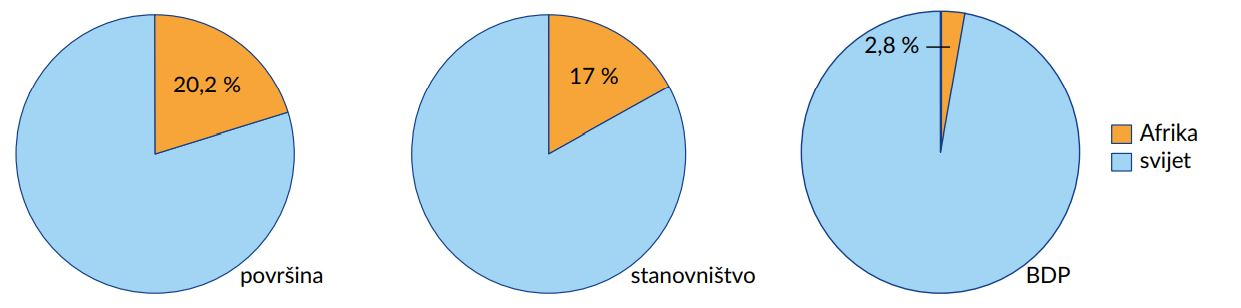 20,2 %
površina
17 %
stanovništvo
2,8 %
BDP
Afrika
svijet